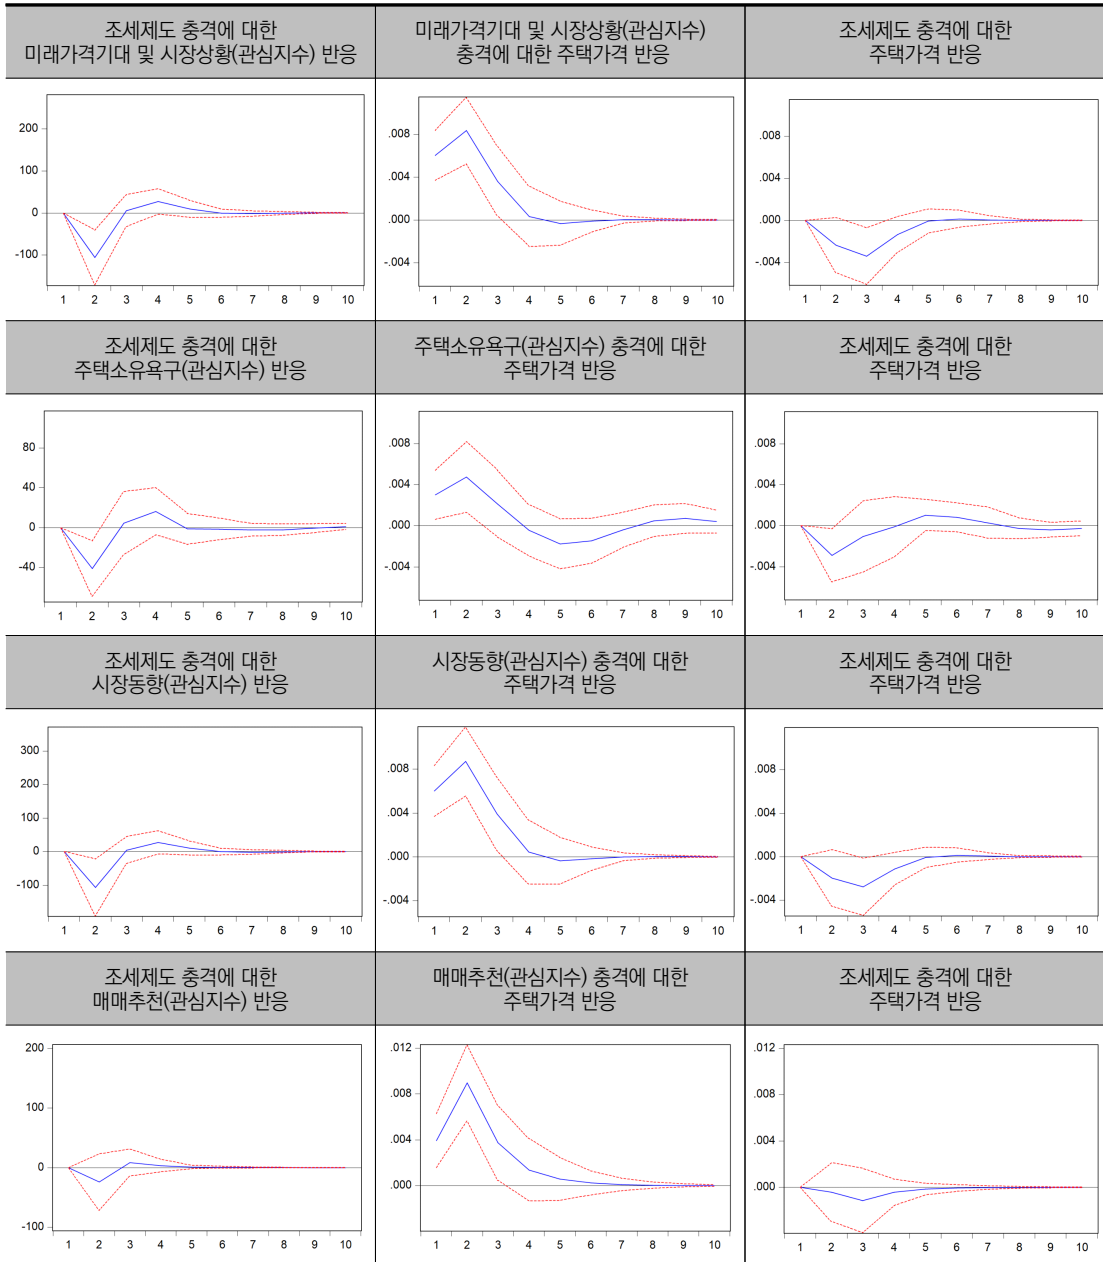 조세제도 충격에 대한
미래가격기대 및 시장상황(관심지수) 반응
미래가격기대 및 시장상황(관심지수)
충격에 대한 주택가격 반응
조세제도 충격에 대한
주택가격 반응
200
100
0
-100
1 2 3 4 5 6 7 8 9 10
.008
.004
.000
-.004
1 2 3 4 5 6 7 8 9 10
.008
.004
.000
-.004
1 2 3 4 5 6 7 8 9 10
조세제도 충격에 대한
주택소유욕구(관심지수) 반응
주택소유욕구(관심지수) 충격에 대한
주택가격 반응
조세제도 충격에 대한
주택가격 반응
80
40
0
-40
1 2 3 4 5 6 7 8 9 10
.008
.004
.000
-.004
1 2 3 4 5 6 7 8 9 10
.008
.004
.000
-.004
1 2 3 4 5 6 7 8 9 10
조세제도 충격에 대한
시장동향(관심지수) 반응
시장동향(관심지수) 충격에 대한
주택가격 반응
조세제도 충격에 대한
주택가격 반응
300
200
100
0
-100
1 2 3 4 5 6 7 8 9 10
.008
.004
.000
-.004
1 2 3 4 5 6 7 8 9 10
.008
.004
.000
-.004
1 2 3 4 5 6 7 8 9 10
조세제도 충격에 대한
매매추천(관심지수) 반응
매매추천(관심지수) 충격에 대한
주택가격 반응
조세제도 충격에 대한
주택가격 반응
200
100
0
-100
1 2 3 4 5 6 7 8 9 10
.012
.008
.004
.000
1 2 3 4 5 6 7 8 9 10
.012
.008
.004
.000
1 2 3 4 5 6 7 8 9 10